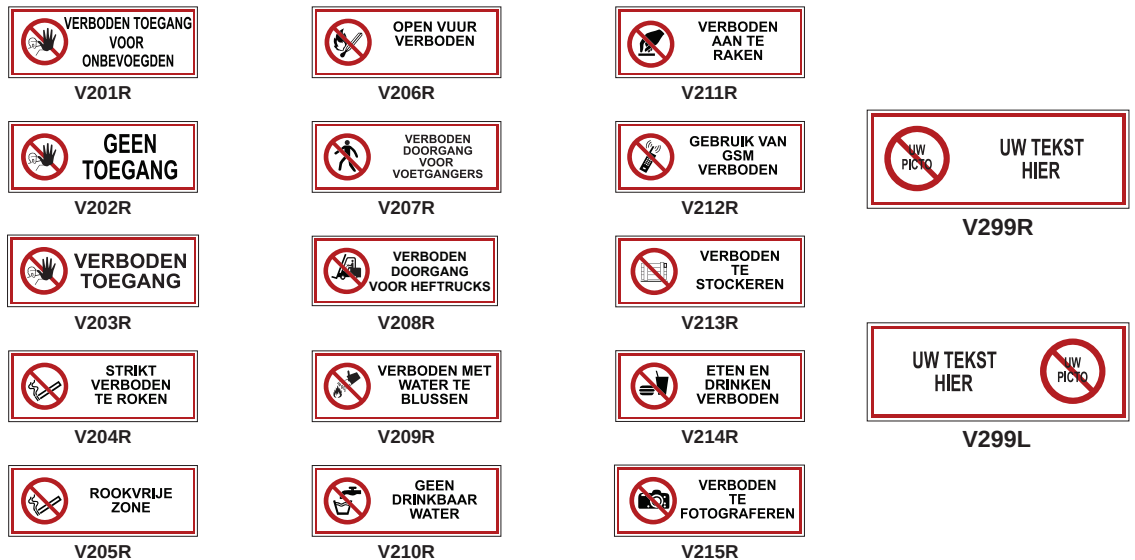 VERBODEN TOEGANG
VOOR
ONBEVOEGDEN
V201R
GEEN
TOEGANG
V202R
VERBODEN
TOEGANG
V203R
STRIKT
VERBODEN
TE ROKEN
V204R
ROOKVRIJE
ZONE
V205R
OPEN VUUR
VERBODEN
V206R
VERBODEN
DOORGANG
VOOR
VOETGANGERS
V207R
VERBODEN
DOORGANG
VOOR HEFTRUCKS
V208R
VERBODEN MET
WATER TE
BLUSSEN
V209R
GEEN
DRINKBAAR
WATER
V210R
VERBODEN
AAN TE
RAKEN
V211R
GEBRUIK VAN
GSM
VERBODEN
V212R
VERBODEN
TE
STOCKEREN
V213R
ETEN EN
DRINKEN
VERBODEN
V214R
VERBODEN
TE
FOTOGRAFEREN
V215R
UW
PICTO
UW TEKST
HIER
V299R
UW TEKST
HIER
UW
PICTO
V299L